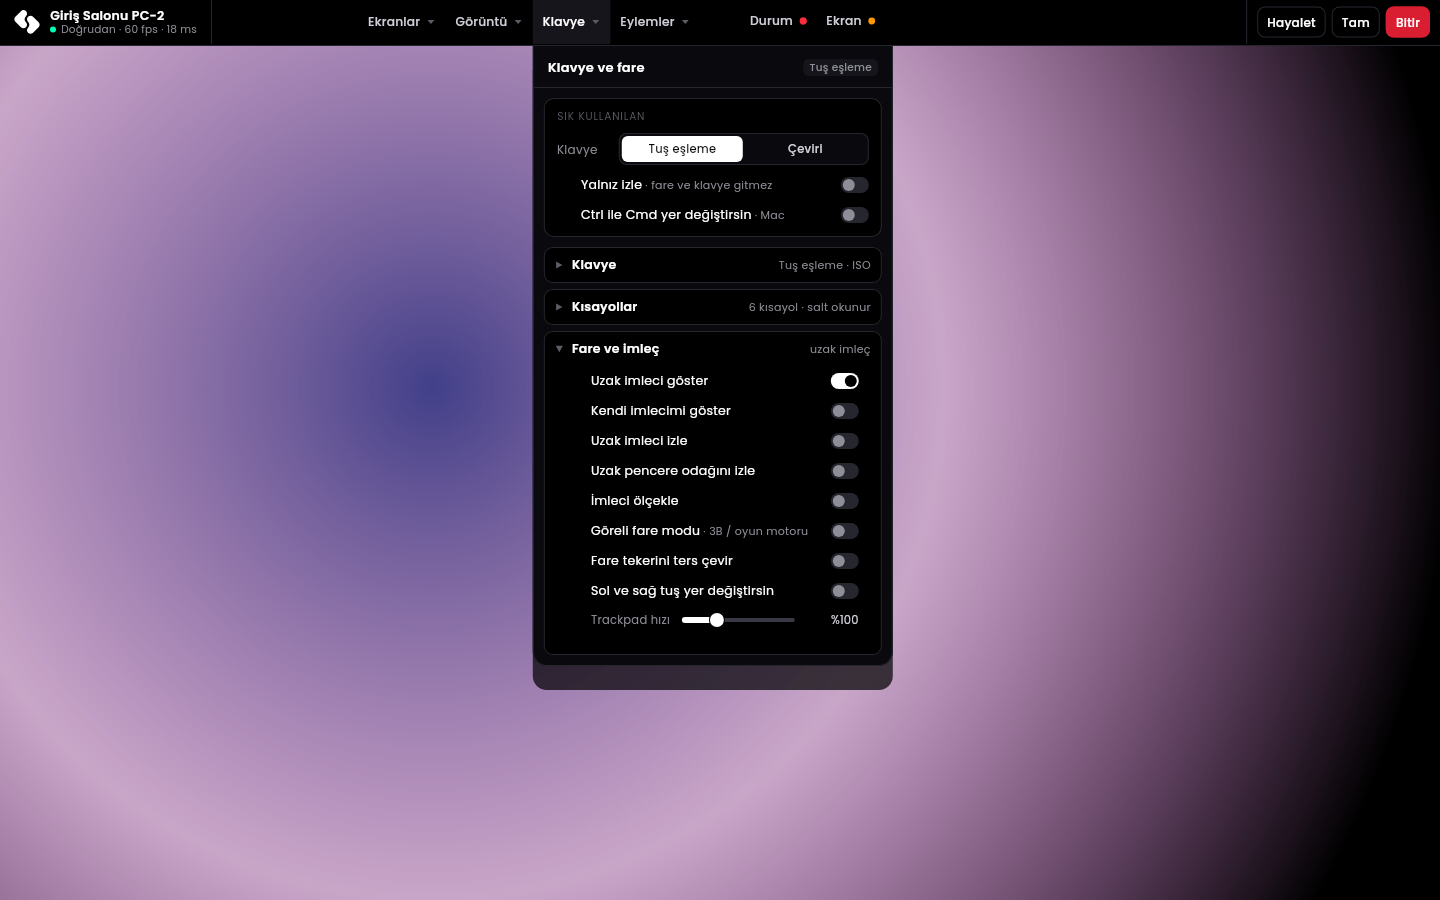 Giriş Salonu PC-2
Doğrudan · 60 fps · 18 ms
Ekranlar
Görüntü
Klavye
Eylemler
Durum
Ekran
Hayalet
Tam
Bitir
Klavye ve fare
Tuş eşleme
SIK KULLANILAN
Klavye
Tuş eşleme
Çeviri
Yalnız izle · fare ve klavye gitmez
Ctrl ile Cmd yer değiştirsin · Mac
Klavye
Tuş eşleme · ISO
Kısayollar
6 kısayol · salt okunur
Fare ve imleç
uzak imleç
Uzak imleci göster
Kendi imlecimi göster
Uzak imleci izle
Uzak pencere odağını izle
İmleci ölçekle
Göreli fare modu · 3B / oyun motoru
Fare tekerini ters çevir
Sol ve sağ tuş yer değiştirsin
Trackpad hızı
%100